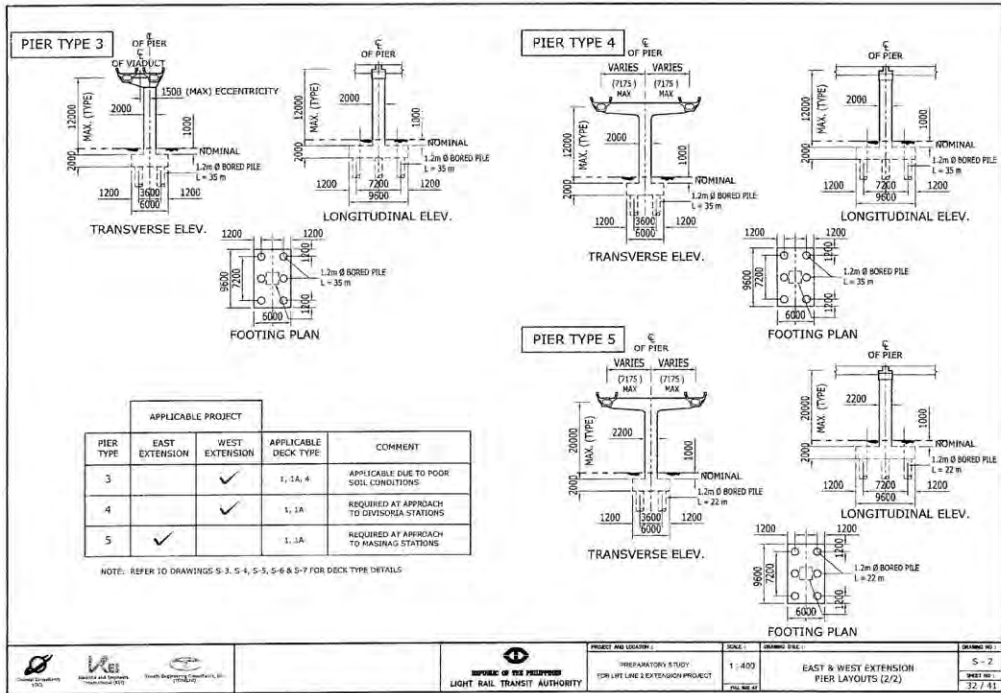 PIER TYPE 3
℄
OF PIER
℄
OF VIADUCT
1500 (MAX) ECCENTRICITY
2000
12000
MAX. (TYPE)
1000
NOMINAL
2000
1.2m Ø BORED PILE
L = 35 m
1200
3600
1200
6000
TRANSVERSE ELEV.
℄
OF PIER
12000
MAX. (TYPE)
2000
1000
NOMINAL
2000
1.2m Ø BORED PILE
L = 35 m
1200
7200
1200
9600
LONGITUDINAL ELEV.
1200
1200
9600
7200
1200
1.2m Ø BORED PILE
L = 35 m
1200
6000
FOOTING PLAN
PIER TYPE 4
℄
OF PIER
VARIES VARIES
(7175) (7175)
MAX MAX
12000
MAX. (TYPE)
2000
1000
NOMINAL
2000
1.2m Ø BORED PILE
L = 35 m
1200
3600
1200
6000
TRANSVERSE ELEV.
℄
OF PIER
12000
MAX. (TYPE)
2000
1000
NOMINAL
2000
1.2m Ø BORED PILE
L = 35 m
1200
7200
1200
9600
LONGITUDINAL ELEV.
1200
1200
9600
7200
1200
1.2m Ø BORED PILE
L = 35 m
1200
6000
FOOTING PLAN
PIER TYPE 5
℄
OF PIER
VARIES VARIES
(7175) (7175)
MAX MAX
20000
MAX. (TYPE)
2200
1000
NOMINAL
2000
1.2m Ø BORED PILE
L = 22 m
1200
3600
1200
6000
TRANSVERSE ELEV.
℄
OF PIER
20000
MAX. (TYPE)
2200
1000
NOMINAL
2000
1.2m Ø BORED PILE
L = 22 m
1200
7200
1200
9600
LONGITUDINAL ELEV.
1200
1200
9600
7200
1200
1.2m Ø BORED PILE
L = 22 m
1200
6000
FOOTING PLAN
APPLICABLE PROJECT
PIER TYPE EAST EXTENSION WEST EXTENSION APPLICABLE DECK TYPE COMMENT
3 ✓ 1, 1A, 4 APPLICABLE DUE TO POOR SOIL CONDITIONS
4 ✓ 1, 1A REQUIRED AT APPROACH TO DIVISORIA STATIONS
5 ✓ 1, 1A REQUIRED AT APPROACH TO MASINAG STATIONS
NOTE: REFER TO DRAWINGS S-3, S-4, S-5, S-6 & S-7 FOR DECK TYPE DETAILS
KEI
REPUBLIC OF THE PHILIPPINES
LIGHT RAIL TRANSIT AUTHORITY
PROJECT AND LOCATION :
PREPARATORY STUDY
FOR LRT LINE 2 EXTENSION PROJECT
SCALE :
1 : 400
DRAWING TITLE :
EAST & WEST EXTENSION
PIER LAYOUTS (2/2)
DRAWING NO :
S - 2
SHEET NO :
32 / 41